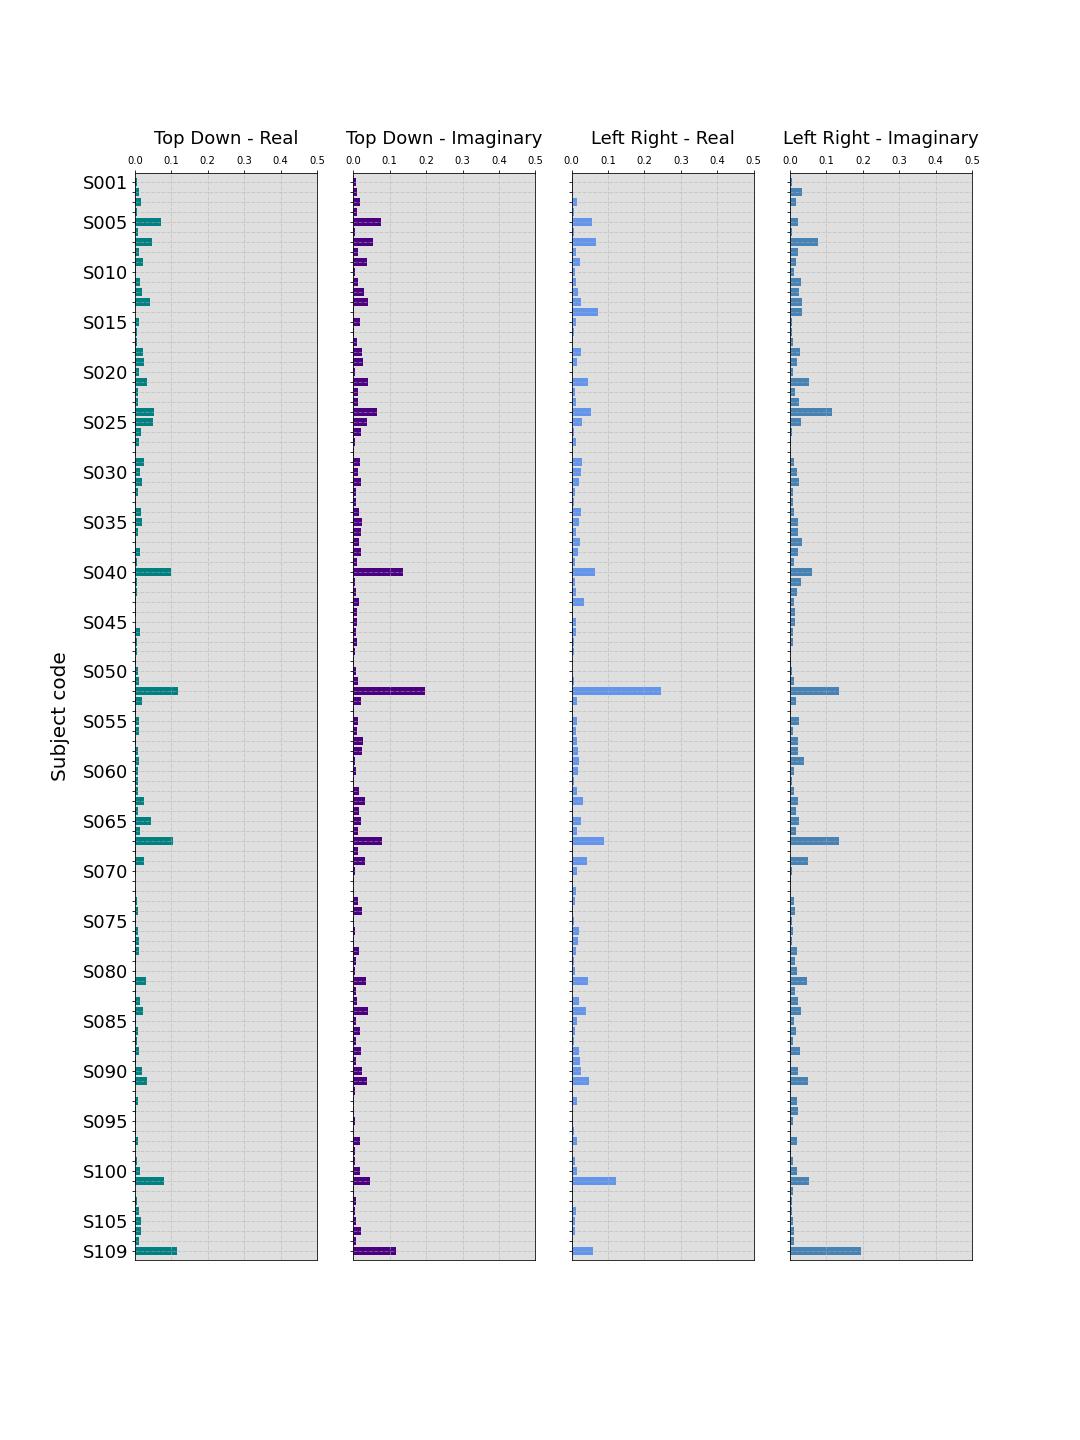 Top Down - Real Top Down - Imaginary Left Right - Real Left Right - Imaginary
0.0 0.1 0.2 0.3 0.4 0.5 0.0 0.1 0.2 0.3 0.4 0.5 0.0 0.1 0.2 0.3 0.4 0.5 0.0 0.1 0.2 0.3 0.4 0.5
S001
S005
S010
S015
S020
S025
S030
S035
S040
S045
S050
S055
S060
S065
S070
S075
S080
S085
S090
S095
S100
S105
S109
Subject code